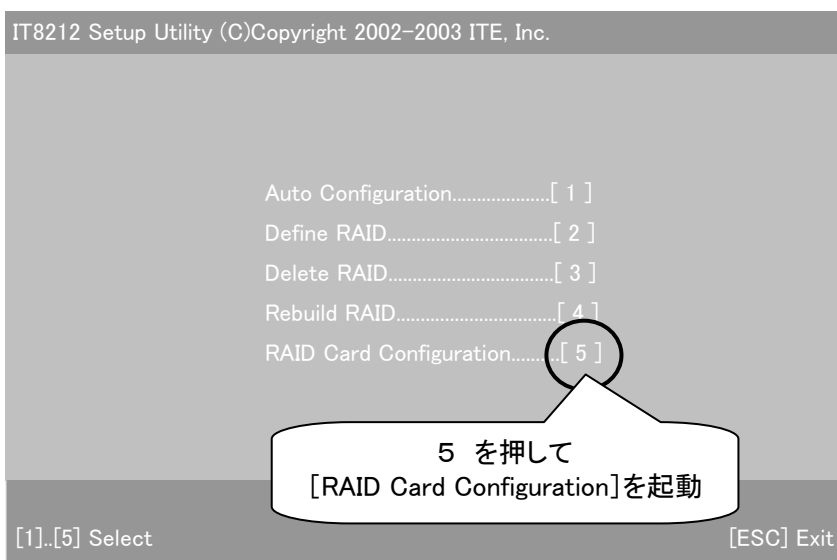 IT8212 Setup Utility (C)Copyright 2002-2003 ITE, Inc.
Auto Configuration....................[ 1 ]
Define RAID..................................[ 2 ]
Delete RAID..................................[ 3 ]
Rebuild RAID.................................[ 4 ]
RAID Card Configuration..........[ 5 ]
５ を押して
[RAID Card Configuration]を起動
[1]..[5] Select
[ESC] Exit